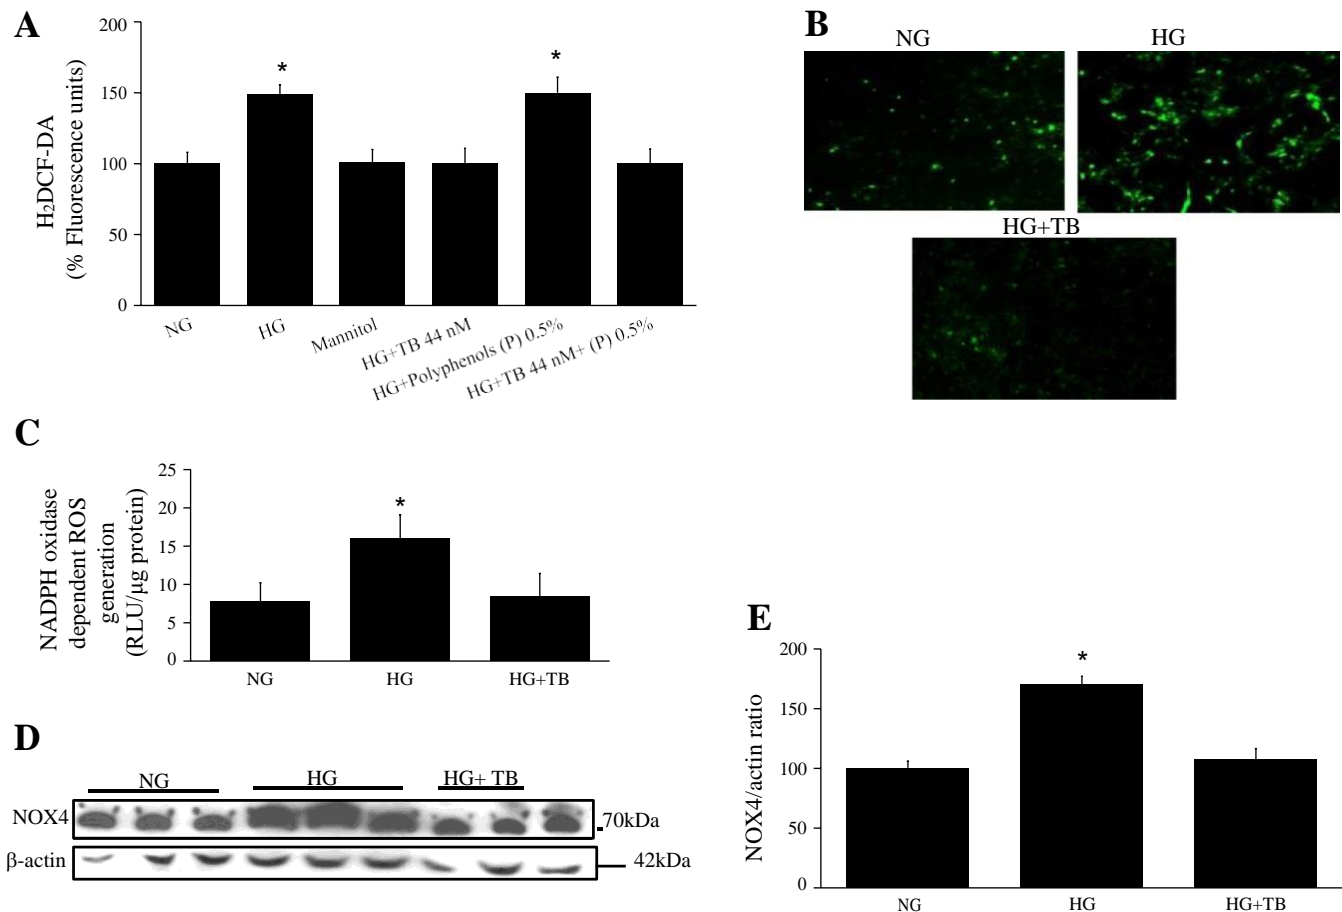 A
H₂DCF-DA
(% Fluorescence units)
200
150
100
50
0
*
*
NG
HG
Mannitol
HG+TB 44 nM
HG+Polyphenols (P) 0.5%
HG+TB 44 nM+ (P) 0.5%
B
NG
HG
HG+TB
C
NADPH oxidase
dependent ROS
generation
(RLU/µg protein)
25
20
15
10
5
0
*
NG
HG
HG+TB
D
NG
HG
HG+ TB
NOX4
70kDa
β-actin
42kDa
E
NOX4/actin ratio
200
150
100
50
0
*
NG
HG
HG+TB